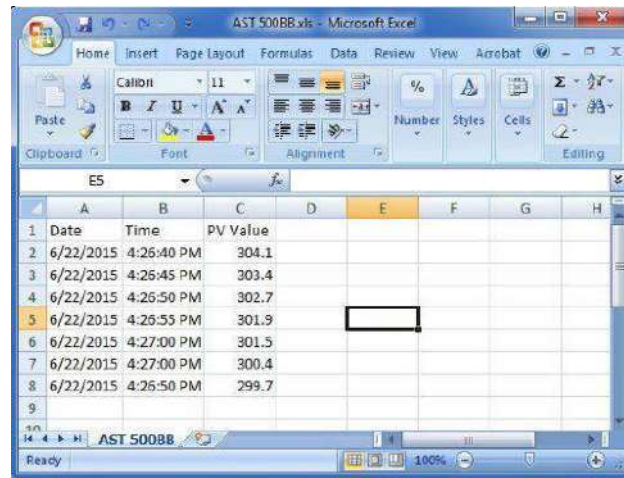 AST 500BB.xls - Microsoft Excel
Home Insert Page Layout Formulas Data Review View Acrobat
Calibri 11
Paste B I U A A % A Σ
Number Styles Cells
Clipboard Font Alignment Editing
E5 fx
A B C D E F G H
1 Date Time PV Value
2 6/22/2015 4:26:40 PM 304.1
3 6/22/2015 4:26:45 PM 303.4
4 6/22/2015 4:26:50 PM 302.7
5 6/22/2015 4:26:55 PM 301.9
6 6/22/2015 4:27:00 PM 301.5
7 6/22/2015 4:27:00 PM 300.4
8 6/22/2015 4:26:50 PM 299.7
9
10
AST 500BB
Ready 100%